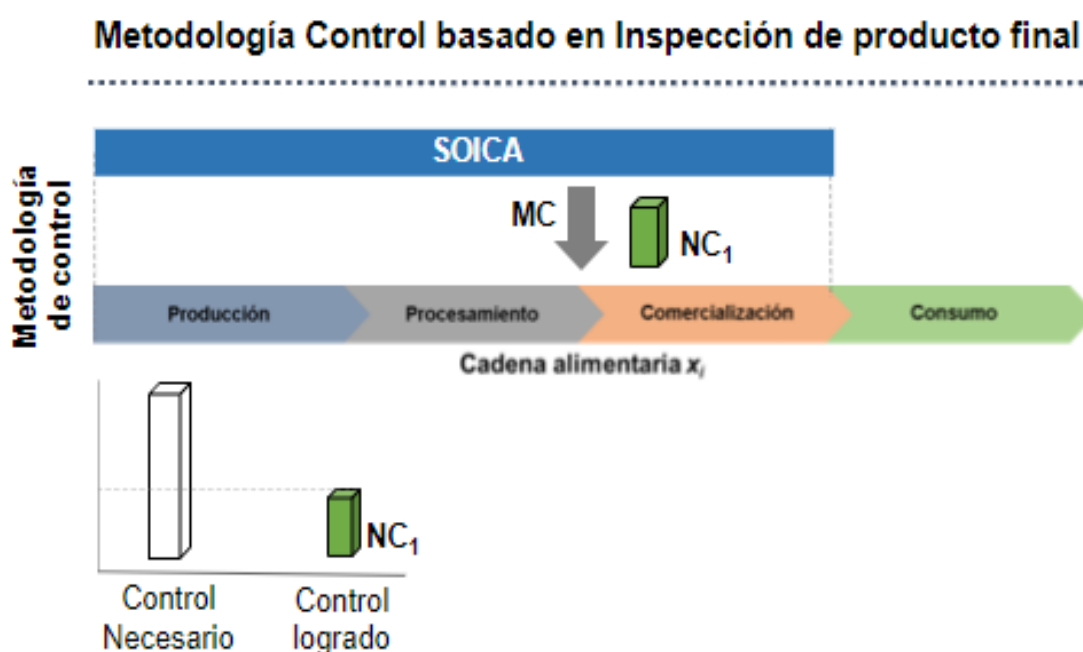 Metodología Control basado en Inspección de producto final
SOICA
Metodología
de control
MC
NC₁
Producción
Procesamiento
Comercialización
Consumo
Cadena alimentaria xᵢ
NC₁
Control
Necesario
Control
logrado